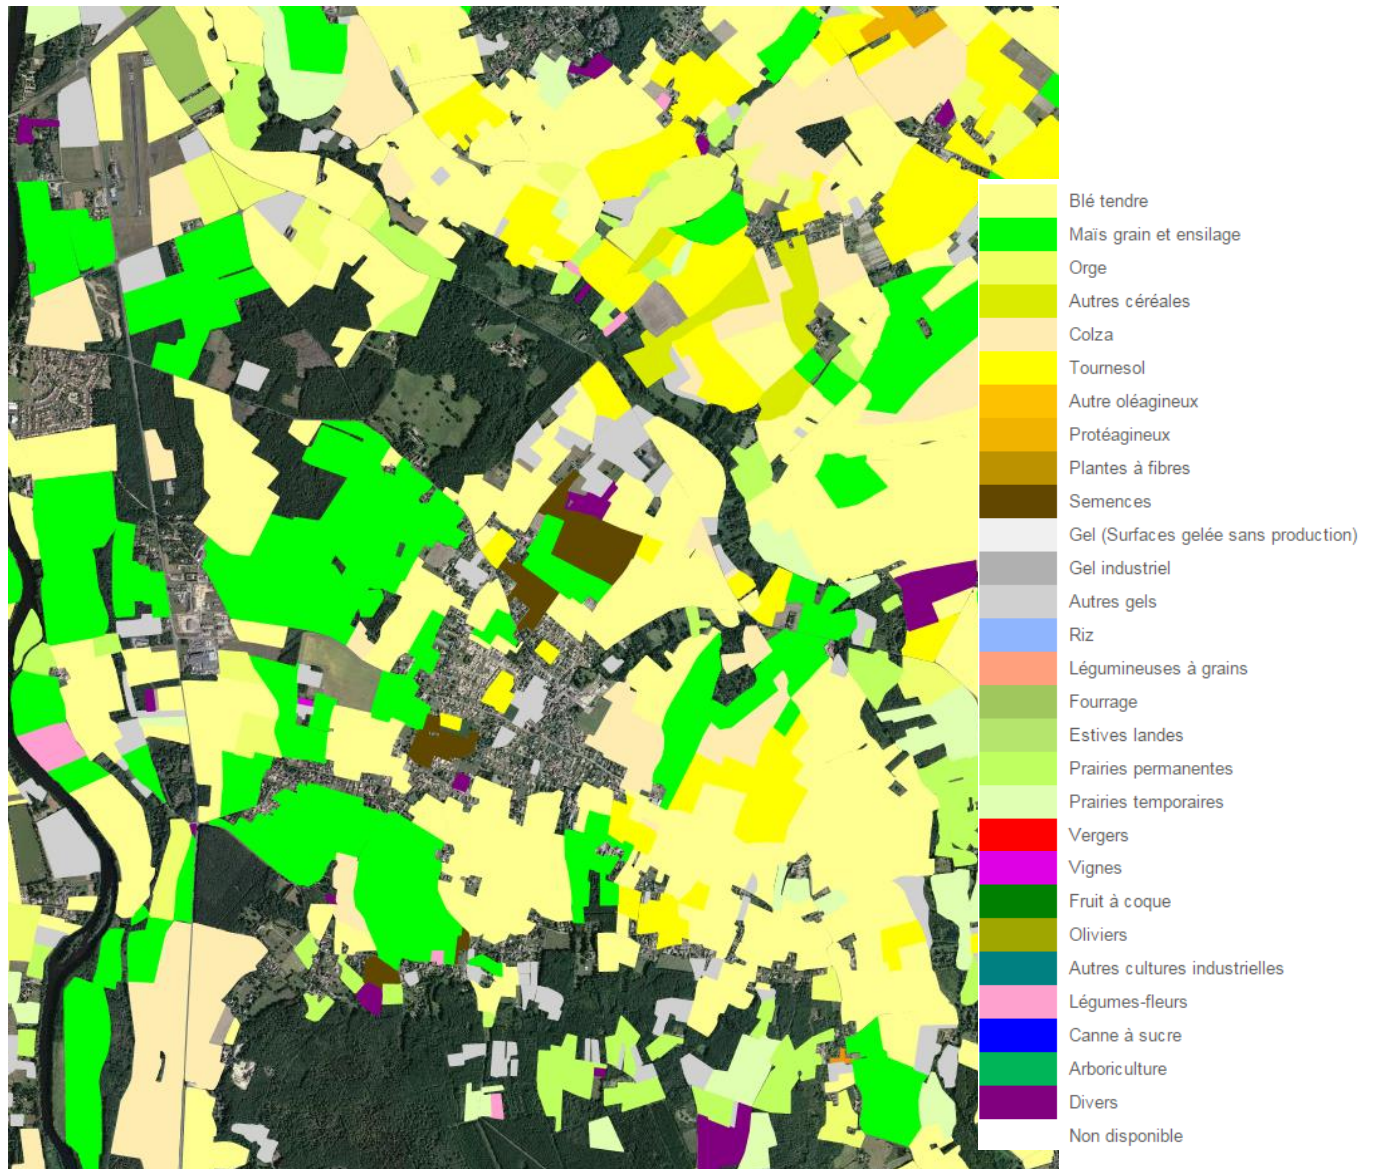 Blé tendre
Maïs grain et ensilage
Orge
Autres céréales
Colza
Tournesol
Autre oléagineux
Protéagineux
Plantes à fibres
Semences
Gel (Surfaces gelée sans production)
Gel industriel
Autres gels
Riz
Légumineuses à grains
Fourrage
Estives landes
Prairies permanentes
Prairies temporaires
Vergers
Vignes
Fruit à coque
Oliviers
Autres cultures industrielles
Légumes-fleurs
Canne à sucre
Arboriculture
Divers
Non disponible